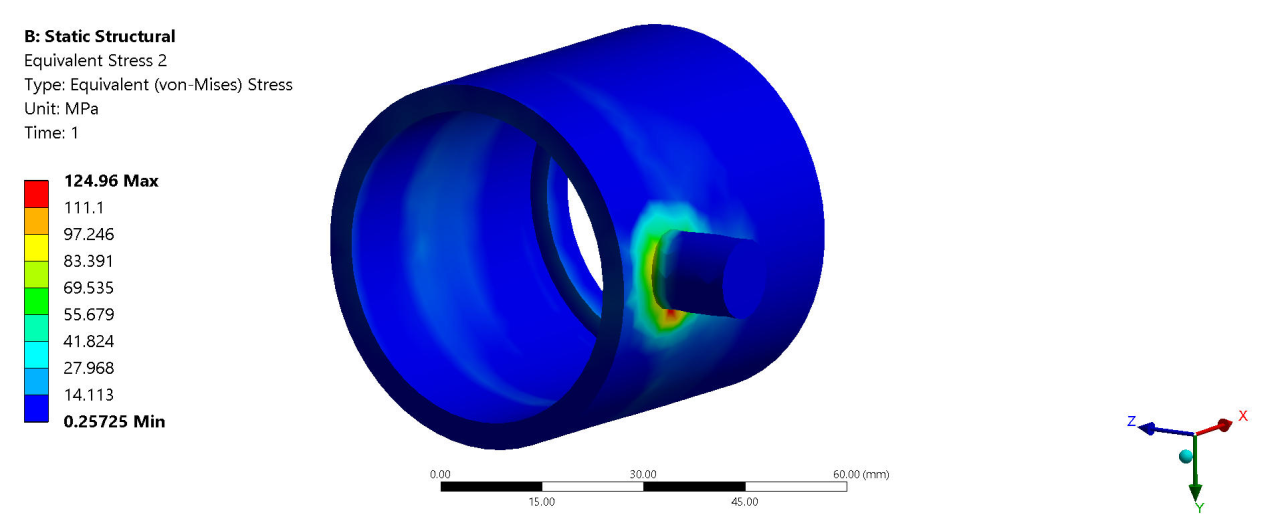 B: Static Structural
Equivalent Stress 2
Type: Equivalent (von-Mises) Stress
Unit: MPa
Time: 1
124.96 Max
111.1
97.246
83.391
69.535
55.679
41.824
27.968
14.113
0.25725 Min
0.00 30.00 60.00 (mm)
15.00 45.00
Z X
Y